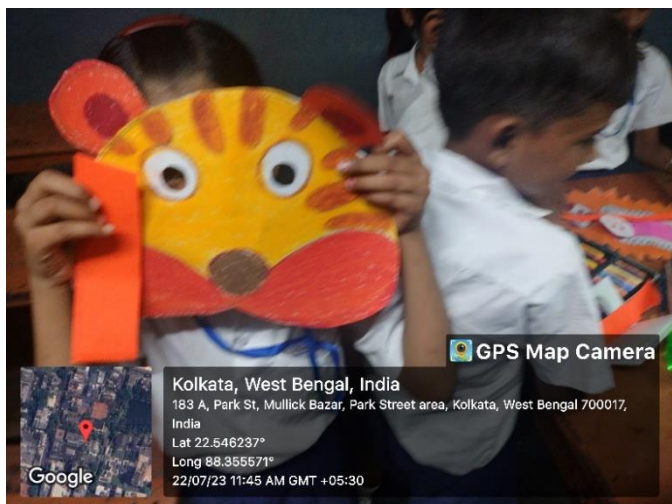 GPS Map Camera
Kolkata, West Bengal, India
183 A, Park St, Mullick Bazar, Park Street area, Kolkata, West Bengal 700017,
India
Lat 22.546237°
Long 88.355571°
22/07/23 11:45 AM GMT +05:30
Google